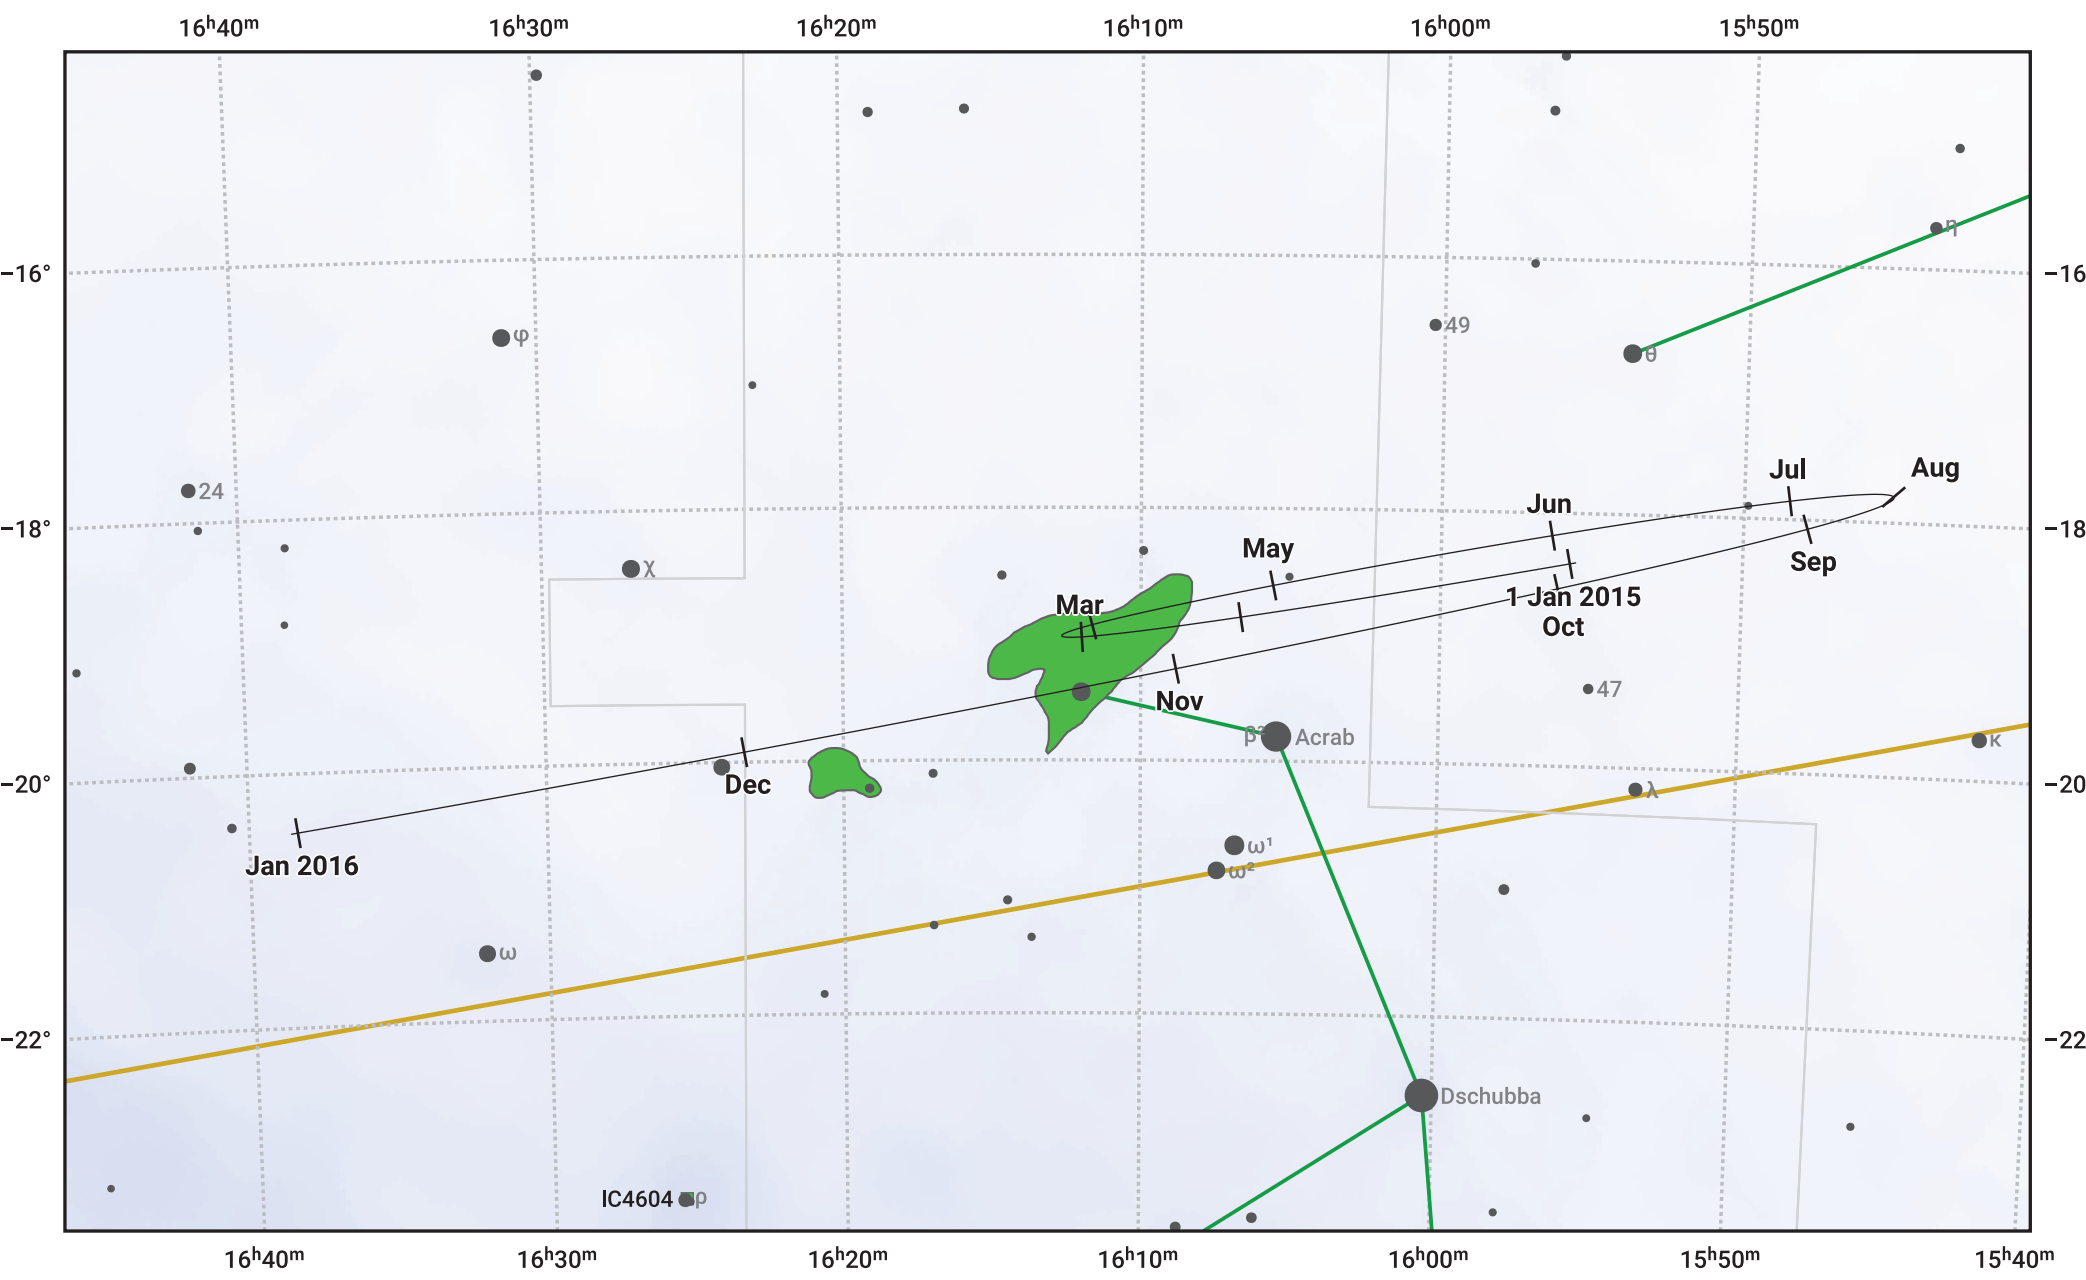 16ʰ40ᵐ 16ʰ30ᵐ 16ʰ20ᵐ 16ʰ10ᵐ 16ʰ00ᵐ 15ʰ50ᵐ
η
−16° −16
49
φ
θ
Jul Aug
24
Jun
−18° −18
May
Sep
χ
Mar
1 Jan 2015
Oct
47
Nov
β² Acrab
κ
−20° Dec −20
λ
ω¹
Jan 2016
ω²
ω
−22° −22
Dschubba
IC4604 ρ
16ʰ40ᵐ 16ʰ30ᵐ 16ʰ20ᵐ 16ʰ10ᵐ 16ʰ00ᵐ 15ʰ50ᵐ 15ʰ40ᵐ